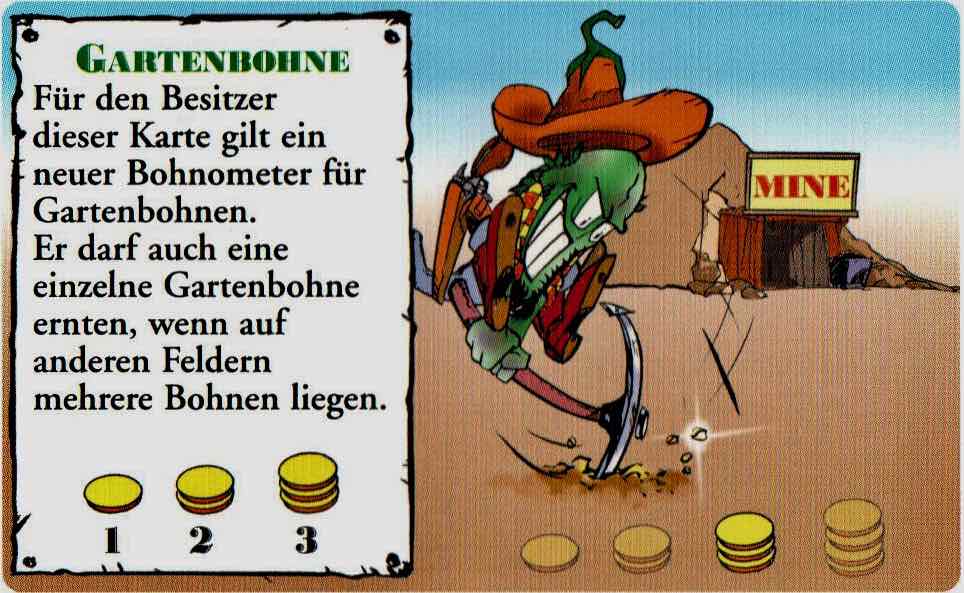 GARTENBOHNE
Für den Besitzer
dieser Karte gilt ein
neuer Bohnometer für
Gartenbohnen.
Er darf auch eine
einzelne Gartenbohne
ernten, wenn auf
anderen Feldern
mehrere Bohnen liegen.
1 2 3
MINE